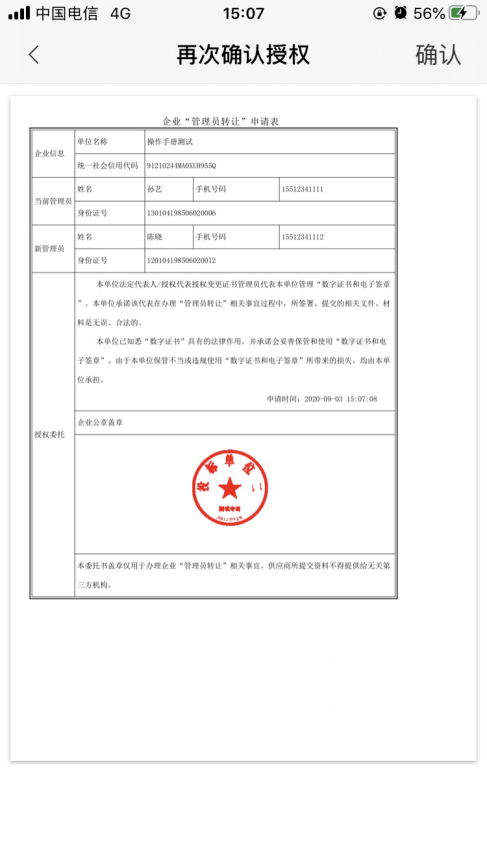 中国电信 4G 15:07 56%
再次确认授权 确认
企业“管理员转让”申请表
企业信息 单位名称 操作手册测试
统一社会信用代码 91210244MA0XUH955Q
当前管理员 姓名 孙艺 手机号码 15512341111
身份证号 130104198506020006
新管理员 姓名 陈晓 手机号码 15512341112
身份证号 120104198506020012
授权委托
本单位法定代表人/授权代表授权变更证书管理员代表本单位管理“数字证书和电子签章
”。本单位承诺该代表在办理“管理员转让”相关事宜过程中，所签署、提交的相关文件、材
料是无误、合法的。
本单位已知悉“数字证书”具有的法律作用，并承诺会妥善保管和使用“数字证书和电
子签章”。由于本单位保管不当或违规使用“数字证书和电子签章”所带来的损失，均由本单
位承担。
申请时间：2020-09-03 15:07:08
企业公章盖章
投标单位二
测试专用
本委托书盖章仅用于办理企业“管理员转让”相关事宜，供应商所提交资料不得提供给无关第
三方机构。